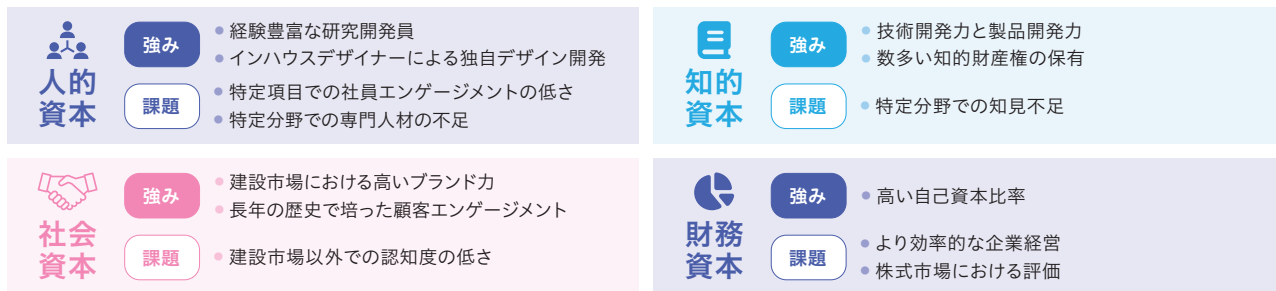 人的
資本
強み
経験豊富な研究開発員
インハウスデザイナーによる独自デザイン開発
課題
特定項目での社員エンゲージメントの低さ
特定分野での専門人材の不足
知的
資本
強み
技術開発力と製品開発力
数多い知的財産権の保有
課題
特定分野での知見不足
社会
資本
強み
建設市場における高いブランド力
長年の歴史で培った顧客エンゲージメント
課題
建設市場以外での認知度の低さ
財務
資本
強み
高い自己資本比率
課題
より効率的な企業経営
株式市場における評価